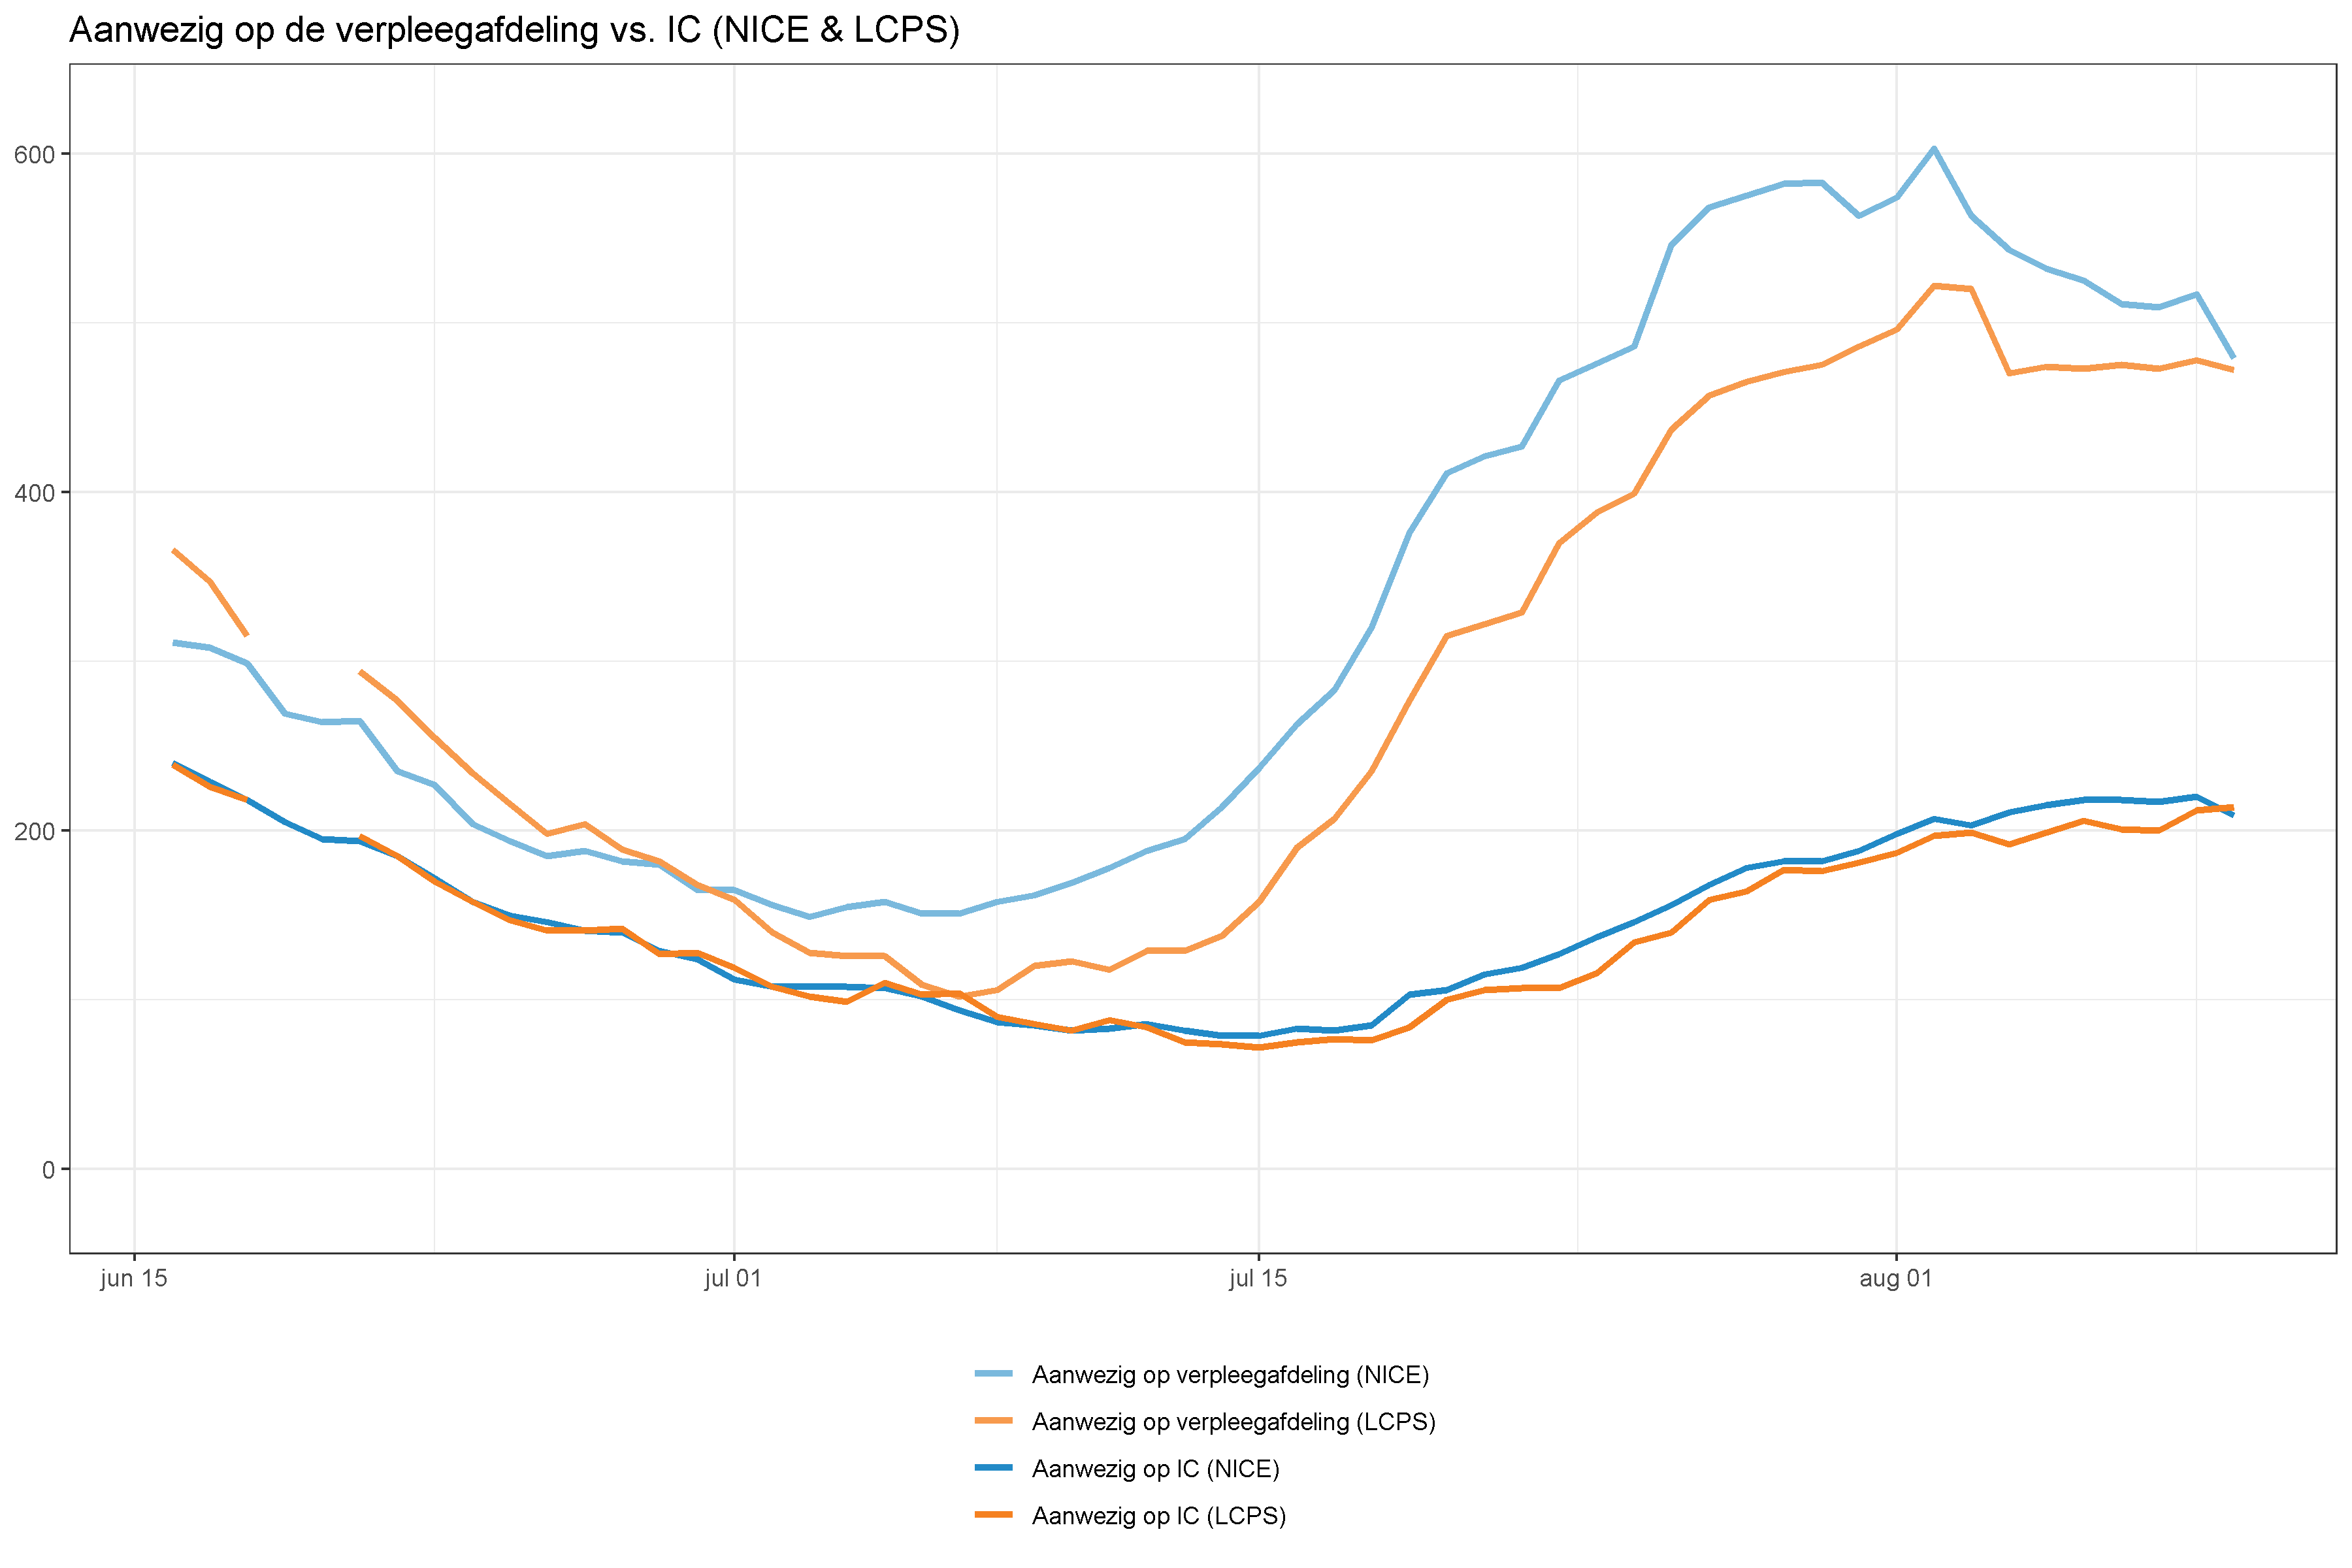 Aanwezig op de verpleegafdeling vs. IC (NICE & LCPS)
600
400
200
0
jun 15
jul 01
jul 15
aug 01
Aanwezig op verpleegafdeling (NICE)
Aanwezig op verpleegafdeling (LCPS)
Aanwezig op IC (NICE)
Aanwezig op IC (LCPS)